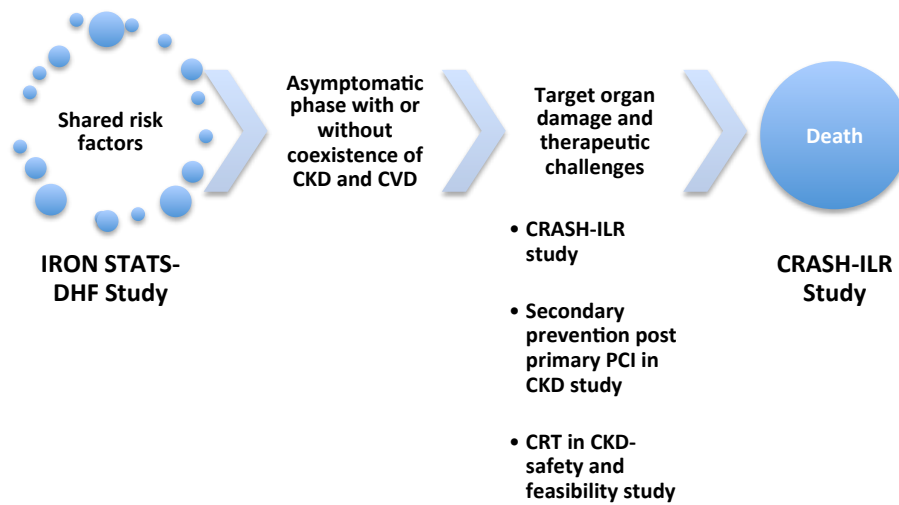 Shared risk
factors
IRON STATS-
DHF Study
Asymptomatic
phase with or
without
coexistence of
CKD and CVD
Target organ
damage and
therapeutic
challenges
• CRASH-ILR
study
• Secondary
prevention post
primary PCI in
CKD study
• CRT in CKD-
safety and
feasibility study
Death
CRASH-ILR
Study